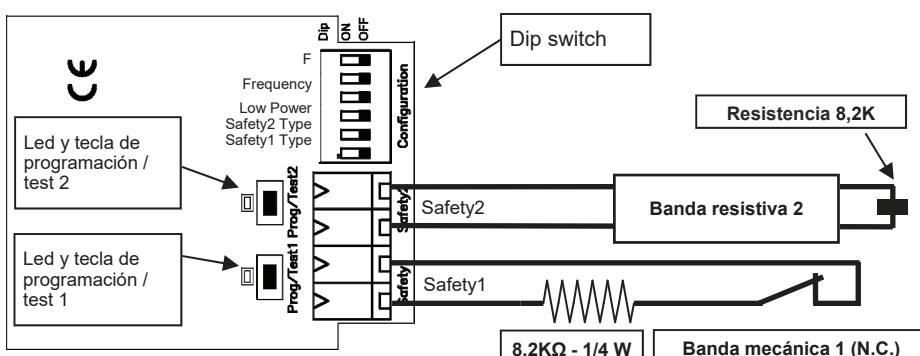 Dip
ON
OFF
Dip switch
F
Frequency
Low Power
Safety2 Type
Safety1 Type
Configuration
CE
Resistencia 8,2K
Led y tecla de
programación /
test 2
Prog/Test2
Safety2
Safety2
Banda resistiva 2
Led y tecla de
programación /
test 1
Prog/Test1
Safety
Safety1
8,2KΩ - 1/4 W
Banda mecánica 1 (N.C.)